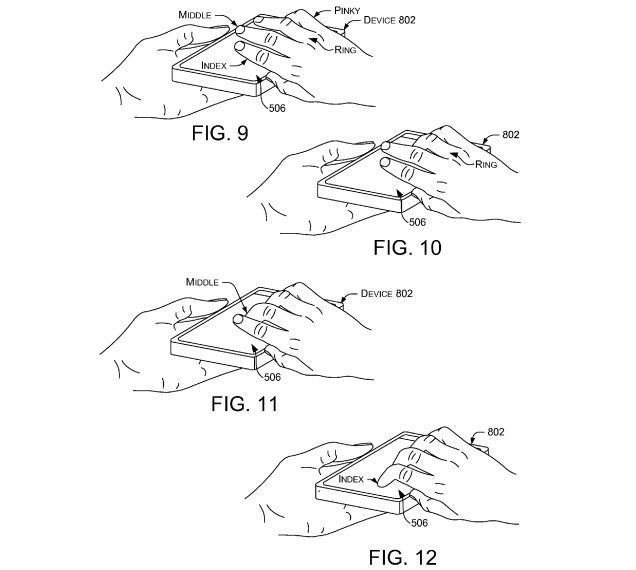 MIDDLE
PINKY
DEVICE 802
RING
INDEX
506
FIG. 9
802
RING
506
FIG. 10
MIDDLE
DEVICE 802
506
FIG. 11
802
INDEX
506
FIG. 12